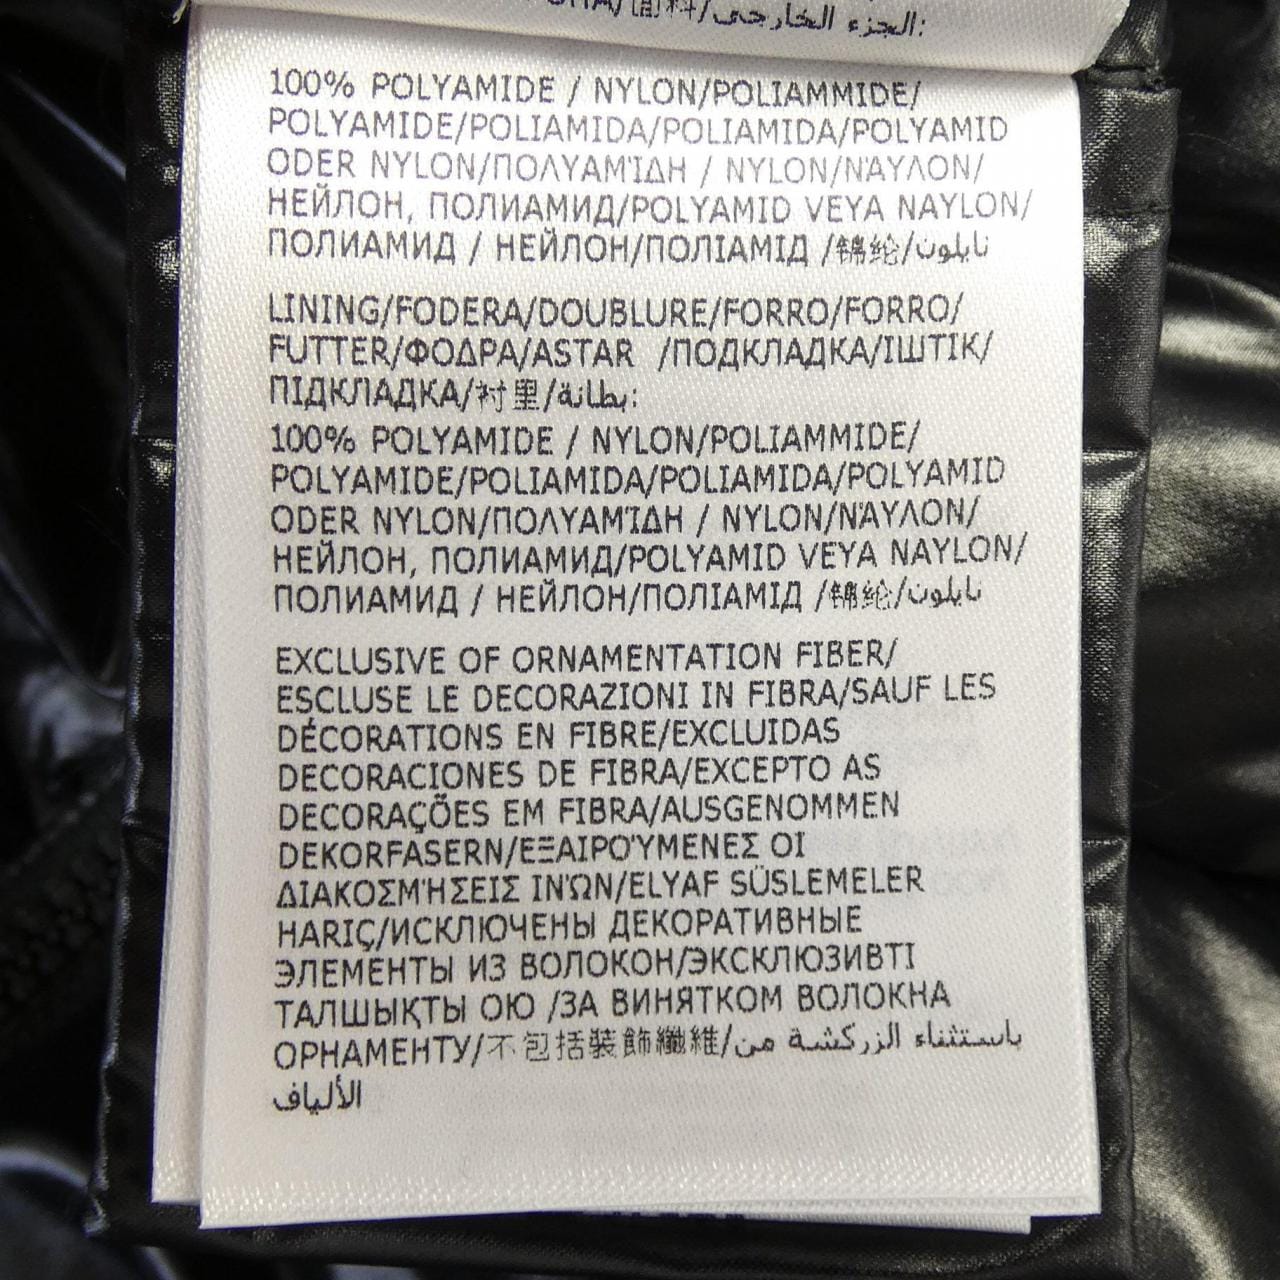 /面料/الجزء الخارجي:
100% POLYAMIDE / NYLON/POLIAMMIDE/
POLYAMIDE/POLIAMIDA/POLIAMIDA/POLYAMID
ODER NYLON/ΠΟΛΥΑΜΊΔΗ / NYLON/ΝΆΥΛΟΝ/
НЕЙЛОН, ПОЛИАМИД/POLYAMID VEYA NAYLON/
ПОЛИАМИД / НЕЙЛОН/ПОЛІАМІД /锦纶/نايلون
LINING/FODERA/DOUBLURE/FORRO/FORRO/
FUTTER/ΦΟΔΡΑ/ASTAR /ПОДКЛАДКА/ІШТІК/
ПІДКЛАДКА/衬里/بطانة:
100% POLYAMIDE / NYLON/POLIAMMIDE/
POLYAMIDE/POLIAMIDA/POLIAMIDA/POLYAMID
ODER NYLON/ΠΟΛΥΑΜΊΔΗ / NYLON/ΝΆΥΛΟΝ/
НЕЙЛОН, ПОЛИАМИД/POLYAMID VEYA NAYLON/
ПОЛИАМИД / НЕЙЛОН/ПОЛІАМІД /锦纶/نايلون
EXCLUSIVE OF ORNAMENTATION FIBER/
ESCLUSE LE DECORAZIONI IN FIBRA/SAUF LES
DÉCORATIONS EN FIBRE/EXCLUIDAS
DECORACIONES DE FIBRA/EXCEPTO AS
DECORAÇÕES EM FIBRA/AUSGENOMMEN
DEKORFASERN/ΕΞΑΙΡΟΎΜΕΝΕΣ ΟΙ
ΔΙΑΚΟΣΜΉΣΕΙΣ ΙΝΏΝ/ELYAF SÜSLEMELER
HARIÇ/ИСКЛЮЧЕНЫ ДЕКОРАТИВНЫЕ
ЭЛЕМЕНТЫ ИЗ ВОЛОКОН/ЭКСКЛЮЗИВТІ
ТАЛШЫҚТЫ ОЮ /ЗА ВИНЯТКОМ ВОЛОКНА
ОРНАМЕНТУ/不包括裝飾纖維/باستثناء الزركشة من
الألياف